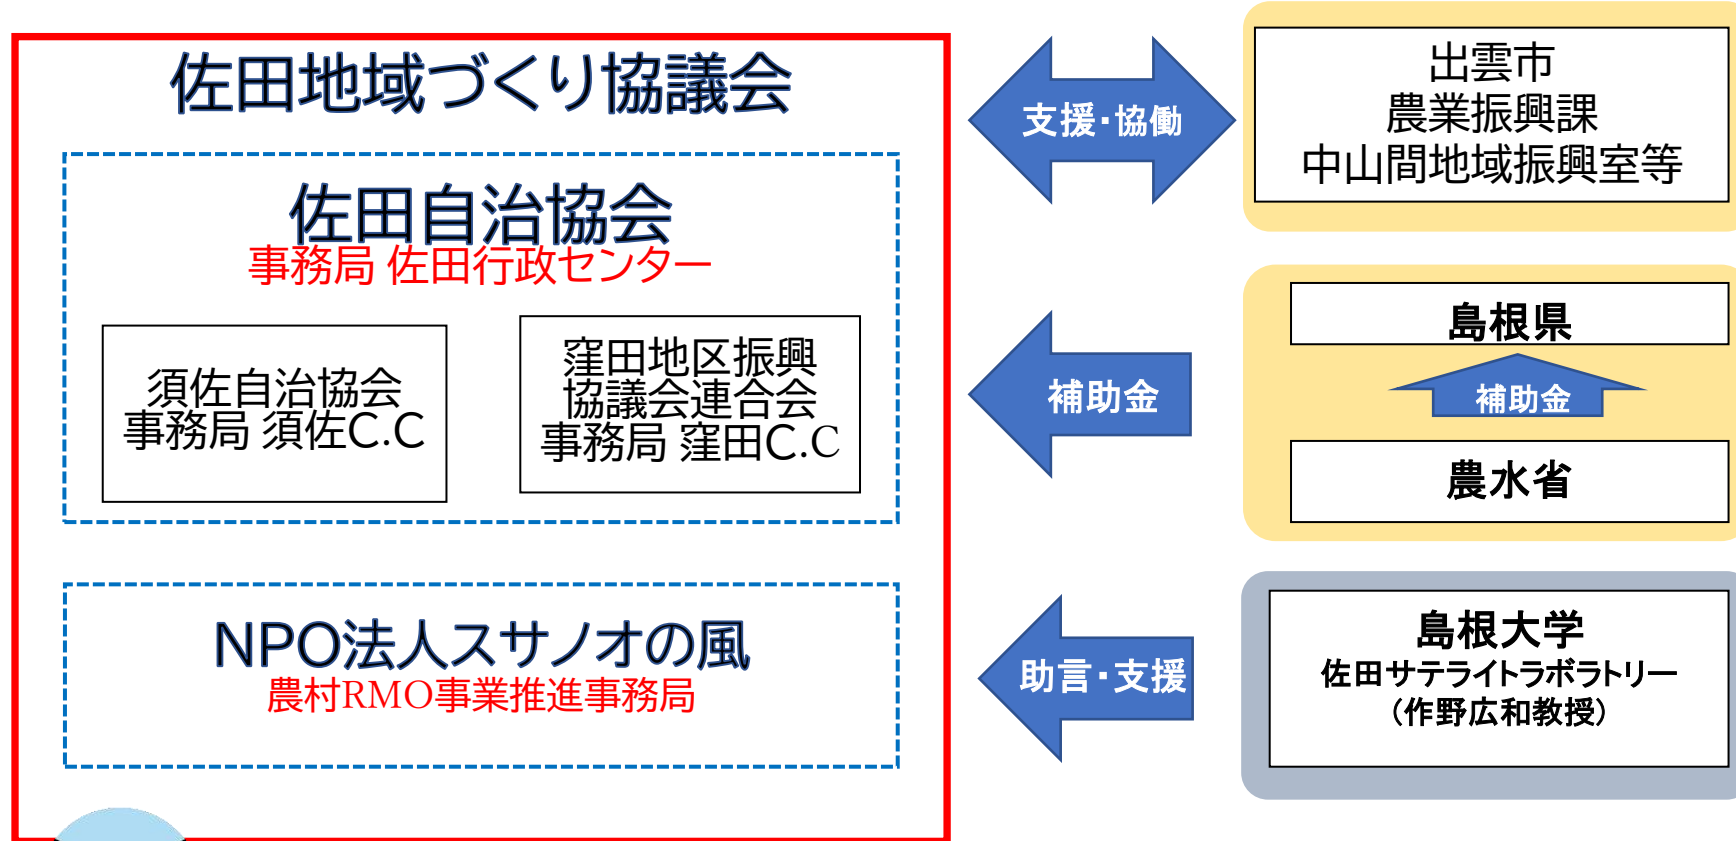 佐田地域づくり協議会
佐田自治協会
事務局 佐田行政センター
須佐自治協会
事務局 須佐C.C
窪田地区振興
協議会連合会
事務局 窪田C.C
NPO法人スサノオの風
農村RMO事業推進事務局
支援・協働
補助金
助言・支援
出雲市
農業振興課
中山間地域振興室等
島根県
補助金
農水省
島根大学
佐田サテライトラボラトリー
（作野広和教授）